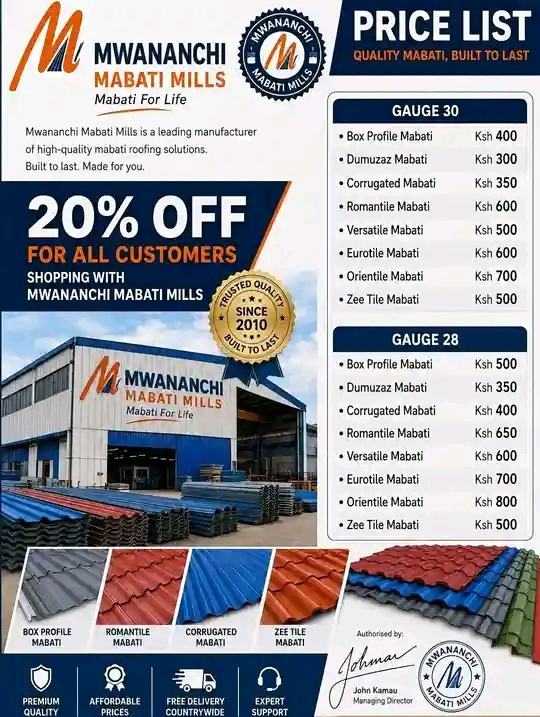 MWANANCHI
MABATI MILLS
Mabati For Life
MWANANCHI
M
MABATI MILLS
PRICE LIST
QUALITY MABATI, BUILT TO LAST
Mwananchi Mabati Mills is a leading manufacturer
of high-quality mabati roofing solutions.
Built to last. Made for you.
20% OFF
FOR ALL CUSTOMERS
SHOPPING WITH
MWANANCHI MABATI MILLS
TRUSTED QUALITY
SINCE
2010
BUILT TO LAST
MWANANCHI
MABATI MILLS
Mabati For Life
GAUGE 30
• Box Profile Mabati Ksh 400
• Dumuzaz Mabati Ksh 300
• Corrugated Mabati Ksh 350
• Romantile Mabati Ksh 600
• Versatile Mabati Ksh 500
• Eurotile Mabati Ksh 600
• Orientile Mabati Ksh 700
• Zee Tile Mabati Ksh 500
GAUGE 28
• Box Profile Mabati Ksh 500
• Dumuzaz Mabati Ksh 350
• Corrugated Mabati Ksh 400
• Romantile Mabati Ksh 650
• Versatile Mabati Ksh 600
• Eurotile Mabati Ksh 700
• Orientile Mabati Ksh 800
• Zee Tile Mabati Ksh 500
BOX PROFILE
MABATI
ROMANTILE
MABATI
CORRUGATED
MABATI
ZEE TILE
MABATI
Authorised by:
Johmar
John Kamau
Managing Director
MWANANCHI
M
MABATI MILLS
PREMIUM
QUALITY
AFFORDABLE
PRICES
FREE DELIVERY
COUNTRYWIDE
EXPERT
SUPPORT